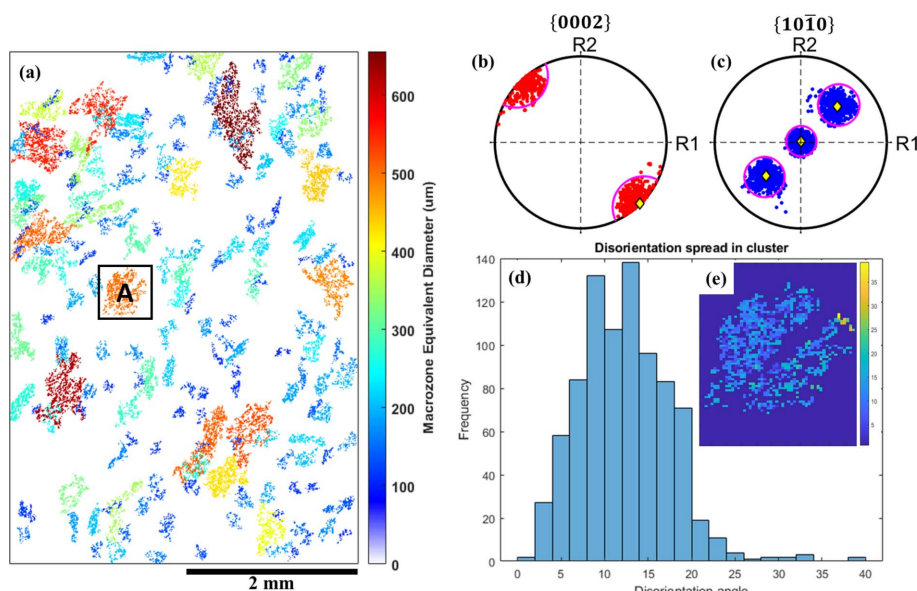 {0002}
{101̄0}
(a)
(b)
R2
R1
(c)
R2
R1
A
2 mm
600
500
400
300
200
100
0
Macrozone Equivalent Diameter (um)
Disorientation spread in cluster
(d)
(e)
140
120
100
80
60
40
20
0
Frequency
0
5
10
15
20
25
30
35
40
Disorientation angle
35
30
25
20
15
10
5